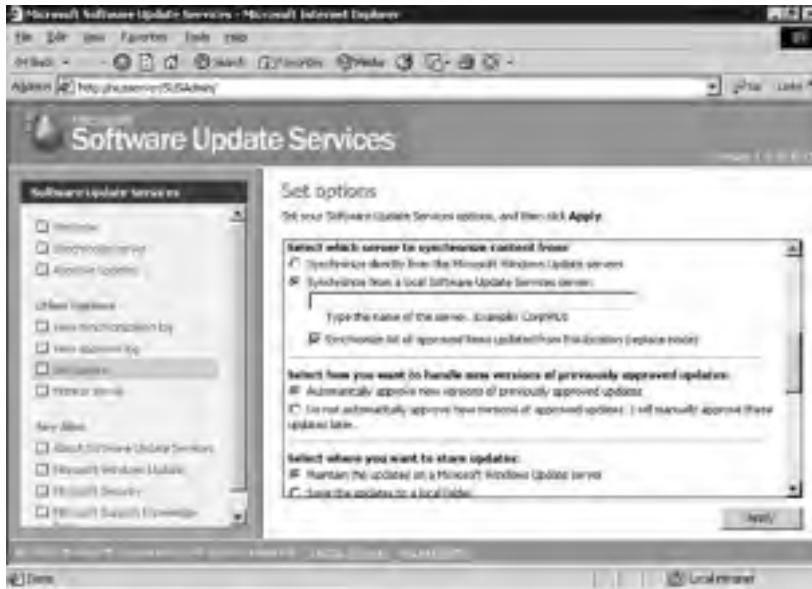 Microsoft Software Update Services - Microsoft Internet Explorer
File Edit View Favorites Tools Help
Back Search Favorites Media
Address
Links
Microsoft
Software Update Services
Software Update Services
Welcome
Synchronize server
Approve updates
Other Options
View synchronization log
View approval log
Set options
Monitor server
See Also
About Software Update Services
Microsoft Windows Update
Microsoft Security
Microsoft Support Knowledge
Set options
Set your Software Update Services options, and then click Apply.
Select which server to synchronize content from:
Synchronize directly from the Microsoft Windows Update servers
Synchronize from a local Software Update Services server:
Type the name of the server. Example:
Synchronize list of approved items updated from this location (replace mode)
Select how you want to handle new versions of previously approved updates:
Automatically approve new versions of previously approved updates
Do not automatically approve new versions of approved updates. I will manually approve these
updates later.
Select where you want to store updates:
Maintain the updates on a Microsoft Windows Update server
Save the updates to a local folder
Apply
Done
Local intranet